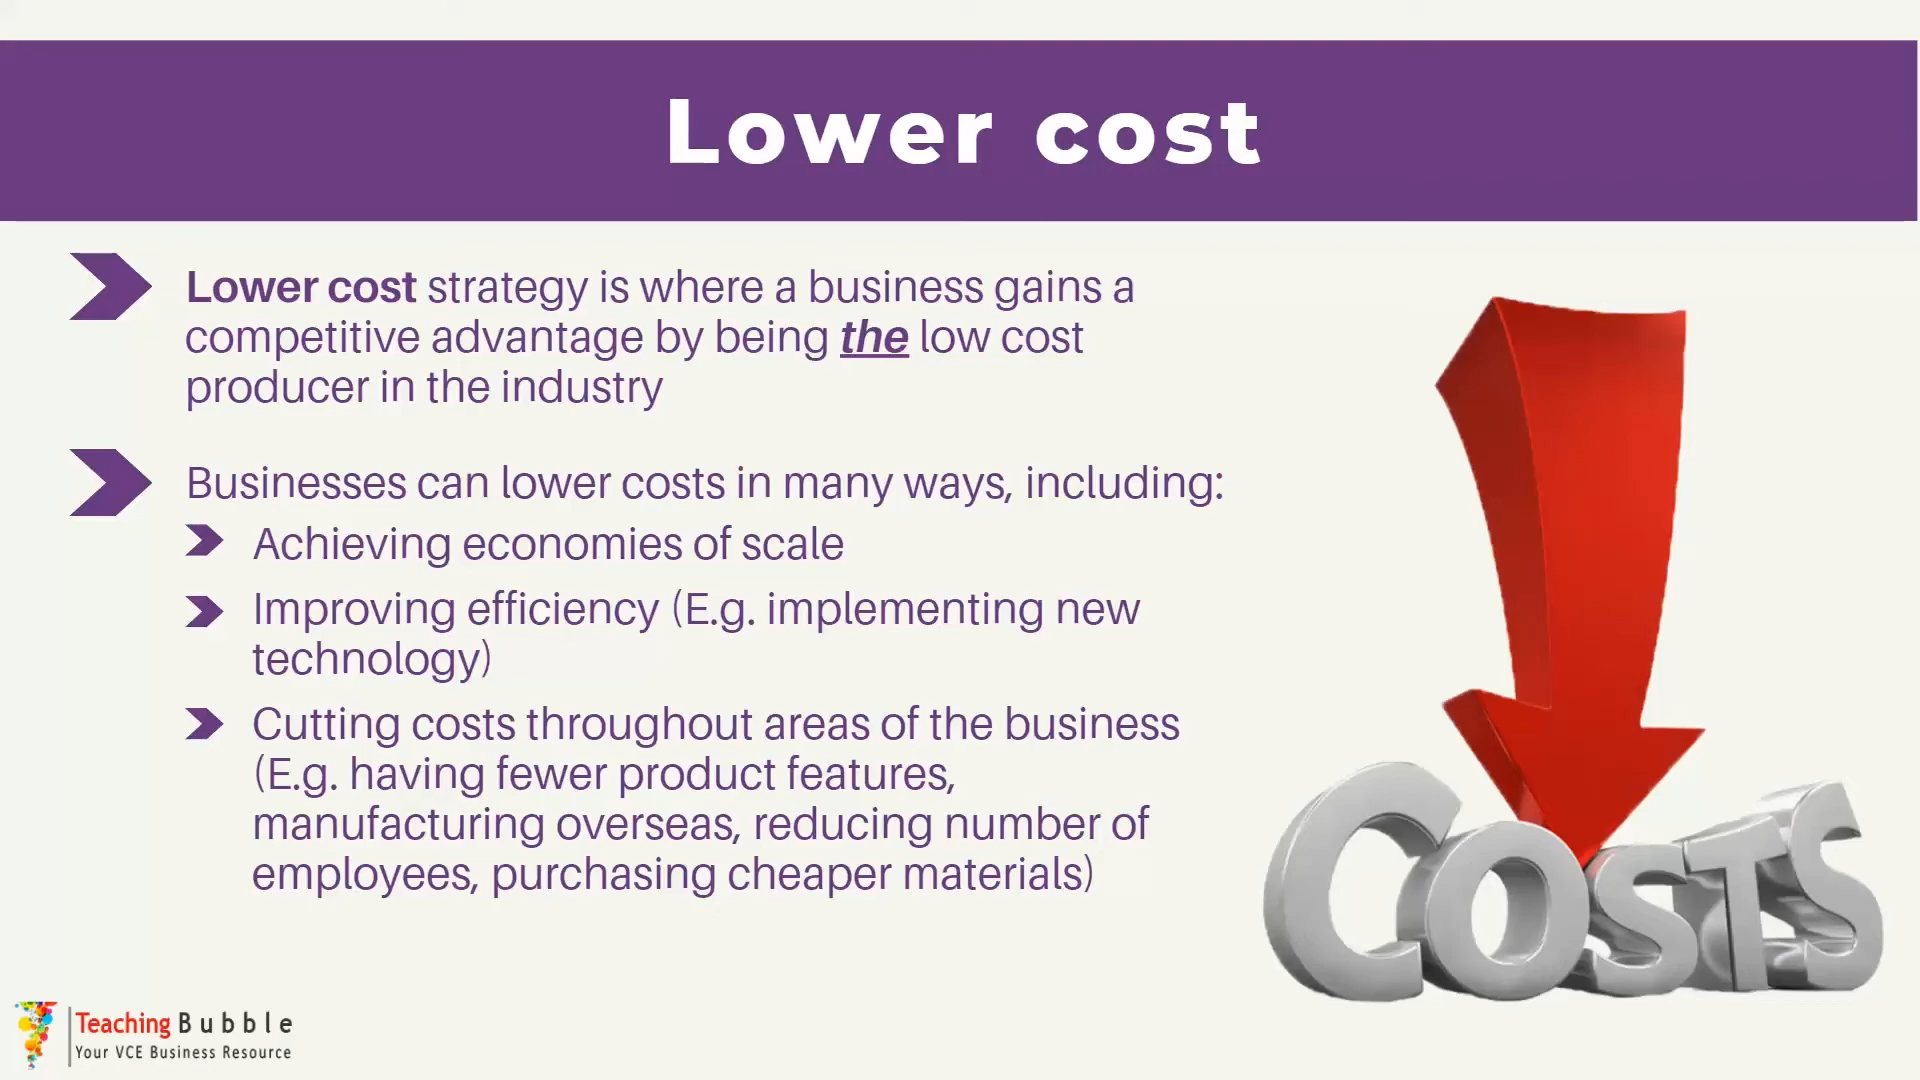 Lower cost
Lower cost strategy is where a business gains a
competitive advantage by being the low cost
producer in the industry
Businesses can lower costs in many ways, including:
Achieving economies of scale
Improving efficiency (E.g. implementing new
technology)
Cutting costs throughout areas of the business
(E.g. having fewer product features,
manufacturing overseas, reducing number of
employees, purchasing cheaper materials)
COSTS
Teaching Bubble
Your VCE Business Resource